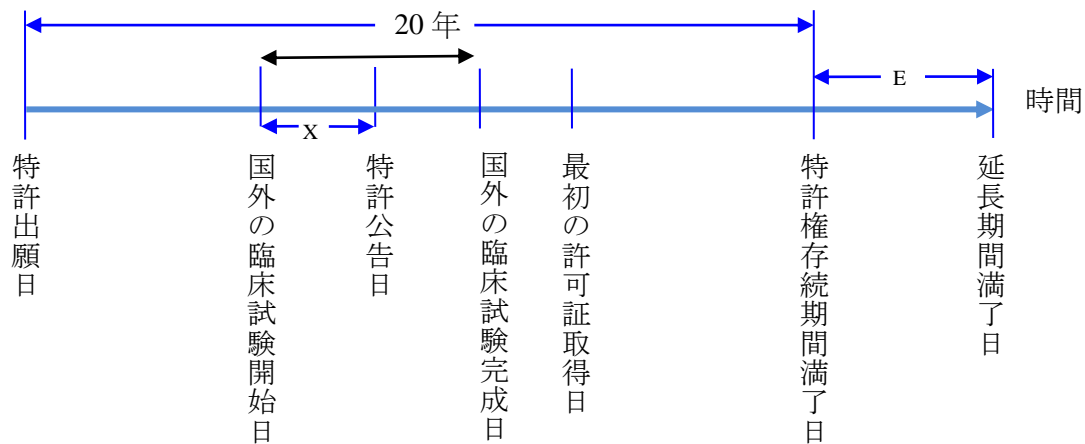 20 年
E
時間
X
特許出願日
国外の臨床試験開始日
特許公告日
国外の臨床試験完成日
最初の許可証取得日
特許権存続期間満了日
延長期間満了日